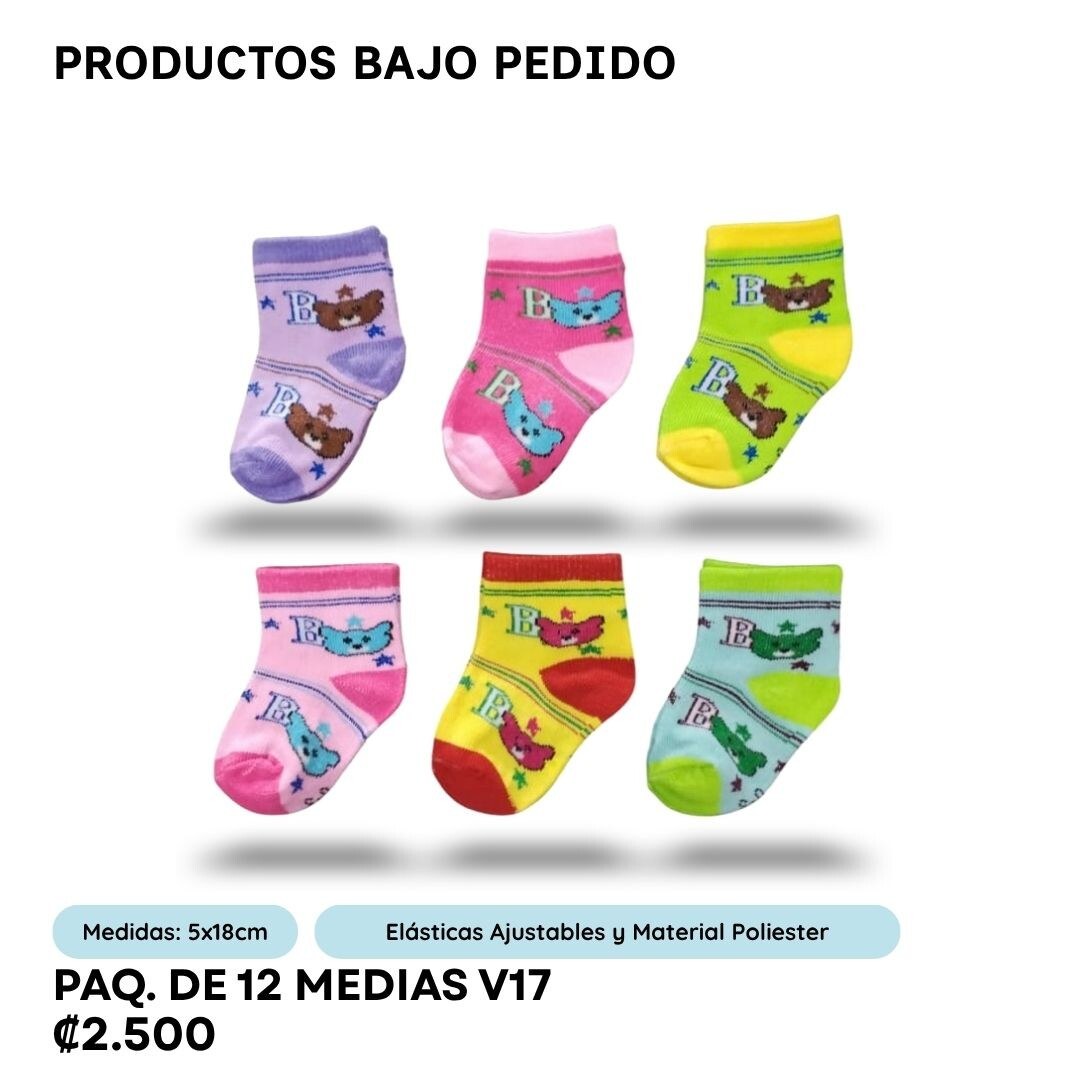 PRODUCTOS BAJO PEDIDO
B
B
B
B
B
B
B
B
B
B
B
B
Medidas: 5x18cm
Elásticas Ajustables y Material Poliester
PAQ. DE 12 MEDIAS V17
₡2.500